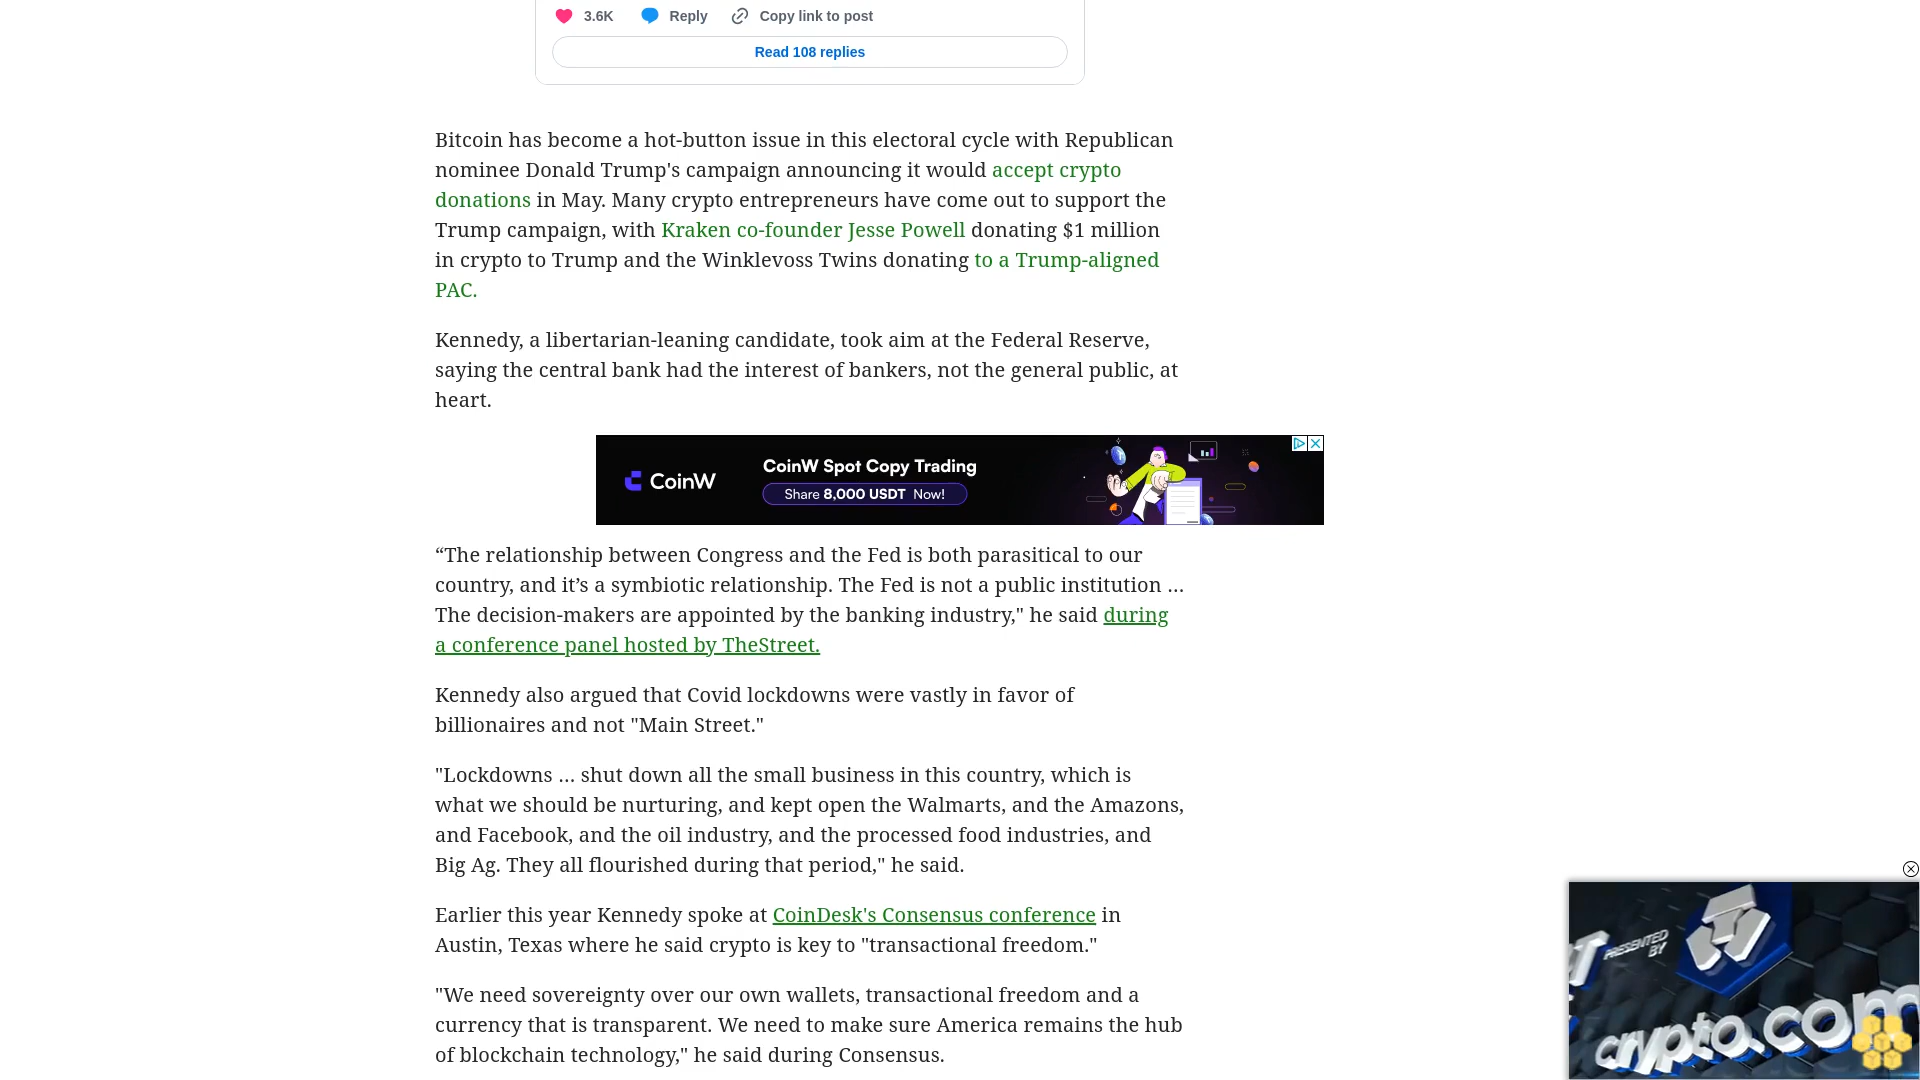 3.6K Reply Copy link to post
Read 108 replies
Bitcoin has become a hot-button issue in this electoral cycle with Republican
nominee Donald Trump's campaign announcing it would accept crypto
donations in May. Many crypto entrepreneurs have come out to support the
Trump campaign, with Kraken co-founder Jesse Powell donating $1 million
in crypto to Trump and the Winklevoss Twins donating to a Trump-aligned
PAC.
Kennedy, a libertarian-leaning candidate, took aim at the Federal Reserve,
saying the central bank had the interest of bankers, not the general public, at
heart.
CoinW
CoinW Spot Copy Trading
Share 8,000 USDT Now!
“The relationship between Congress and the Fed is both parasitical to our
country, and it’s a symbiotic relationship. The Fed is not a public institution …
The decision-makers are appointed by the banking industry," he said during
a conference panel hosted by TheStreet.
Kennedy also argued that Covid lockdowns were vastly in favor of
billionaires and not "Main Street."
"Lockdowns … shut down all the small business in this country, which is
what we should be nurturing, and kept open the Walmarts, and the Amazons,
and Facebook, and the oil industry, and the processed food industries, and
Big Ag. They all flourished during that period," he said.
Earlier this year Kennedy spoke at CoinDesk's Consensus conference in
Austin, Texas where he said crypto is key to "transactional freedom."
"We need sovereignty over our own wallets, transactional freedom and a
currency that is transparent. We need to make sure America remains the hub
of blockchain technology," he said during Consensus.
T PRESENTED
BY
crypto.com